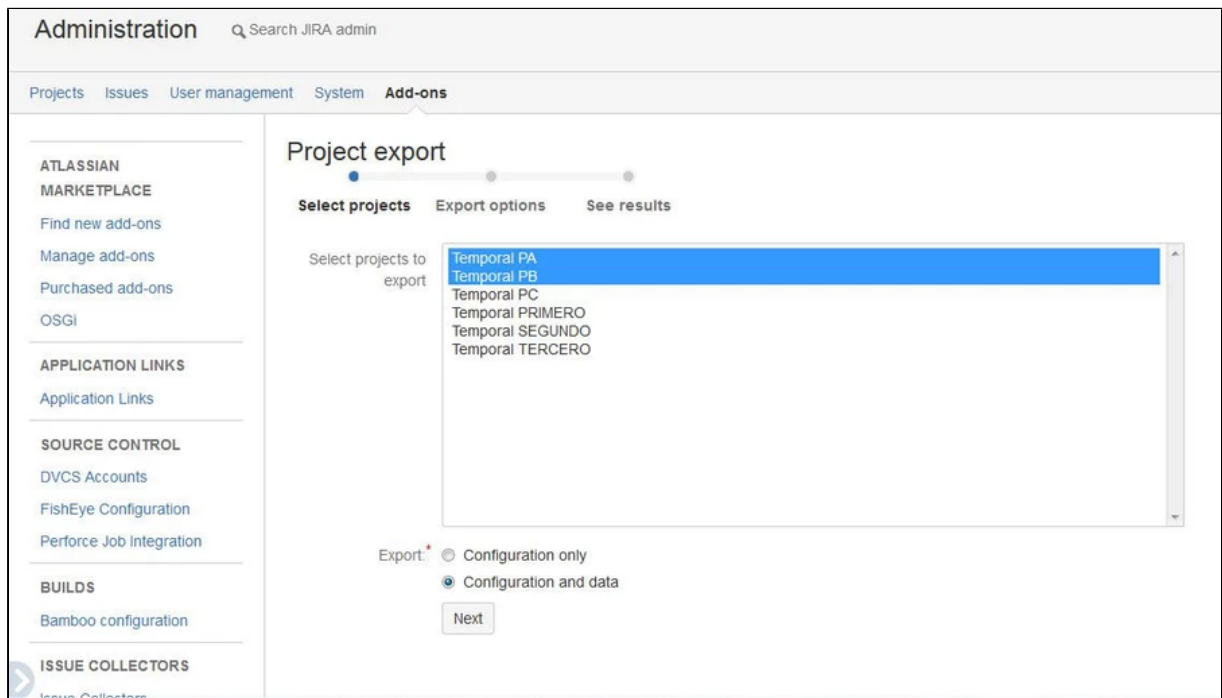 Administration
Search JIRA admin
Projects Issues User management System Add-ons
ATLASSIAN
MARKETPLACE
Find new add-ons
Manage add-ons
Purchased add-ons
OSGi
APPLICATION LINKS
Application Links
SOURCE CONTROL
DVCS Accounts
FishEye Configuration
Perforce Job Integration
BUILDS
Bamboo configuration
ISSUE COLLECTORS
Issue Collectors
Project export
Select projects Export options See results
Select projects to
export
Temporal PA
Temporal PB
Temporal PC
Temporal PRIMERO
Temporal SEGUNDO
Temporal TERCERO
Export:*
Configuration only
Configuration and data
Next